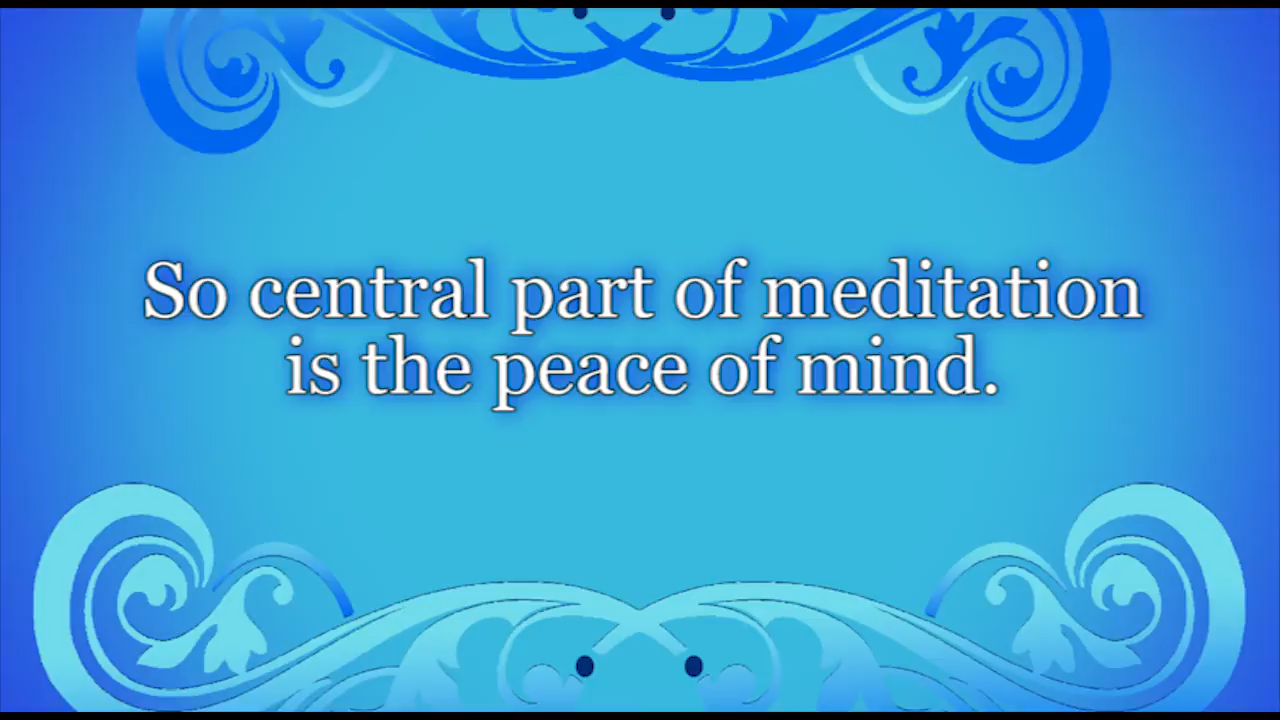 So central part of meditation
is the peace of mind.